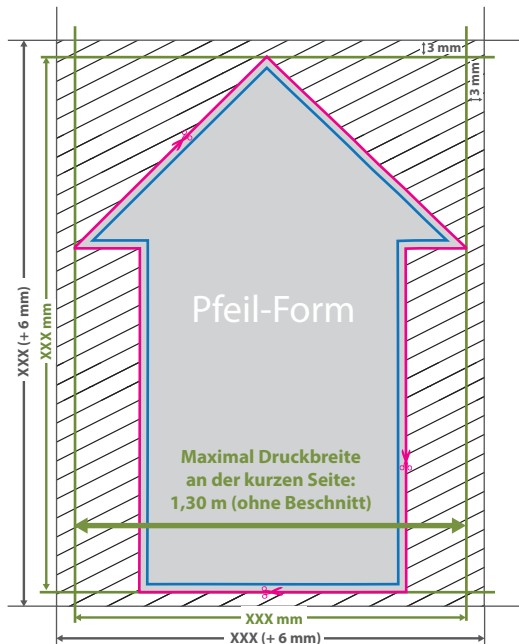 3 mm
3 mm
XXX (+ 6 mm)
XXX mm
Pfeil-Form
Maximal Druckbreite
an der kurzen Seite:
1,30 m (ohne Beschnitt)
XXX mm
XXX (+ 6 mm)